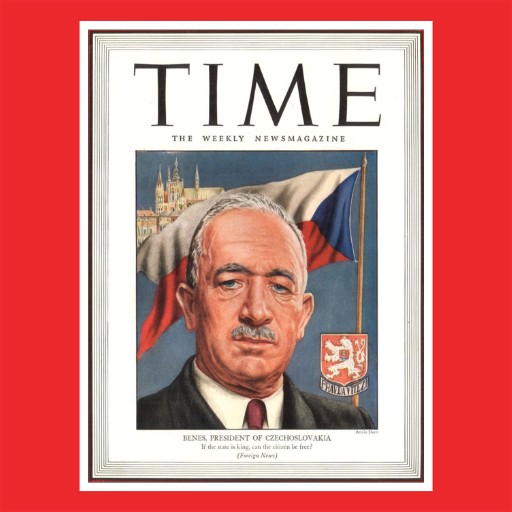 TIME
THE WEEKLY NEWSMAGAZINE
PRAVDA VÍTĚZÍ
BENES, PRESIDENT OF CZECHOSLOVAKIA
If the state is king, can the citizen be free?
(Foreign News)